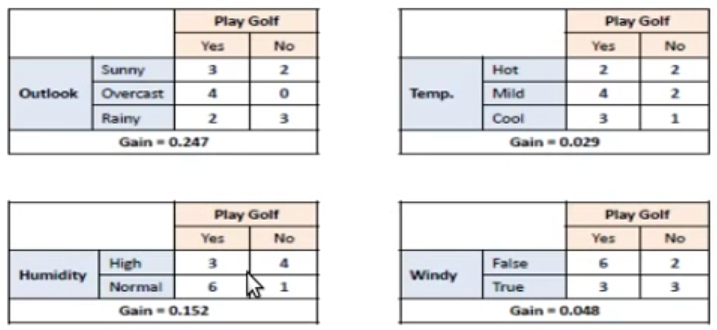 Play Golf
Yes No
Outlook Sunny 3 2
Overcast 4 0
Rainy 2 3
Gain = 0.247
Play Golf
Yes No
Temp. Hot 2 2
Mild 4 2
Cool 3 1
Gain = 0.029
Play Golf
Yes No
Humidity High 3 4
Normal 6 1
Gain = 0.152
Play Golf
Yes No
Windy False 6 2
True 3 3
Gain = 0.048